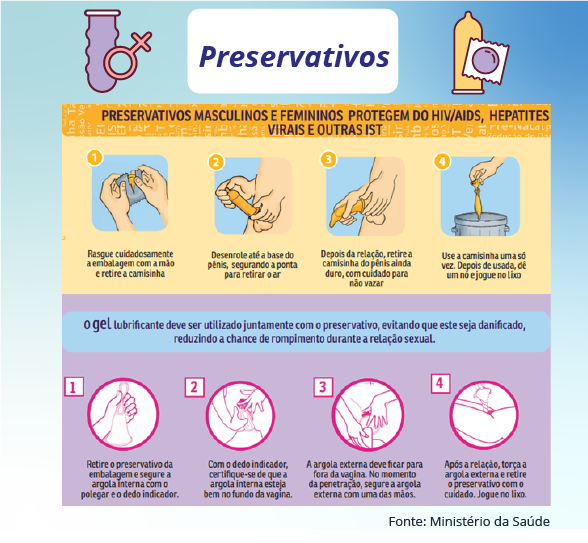 Preservativos
PRESERVATIVOS MASCULINOS E FEMININOS PROTEGEM DO HIV/AIDS, HEPATITES
VIRAIS E OUTRAS IST
1
2
3
4
Rasgue cuidadosamente
a embalagem com a mão
e retire a camisinha
Desenrole até a base do
pênis, segurando a ponta
para retirar o ar
Depois da relação, retire a
camisinha do pênis ainda
duro, com cuidado para
não vazar
Use a camisinha uma só
vez. Depois de usada, dê
um nó e jogue no lixo
O gel lubrificante deve ser utilizado juntamente com o preservativo, evitando que este seja danificado,
reduzindo a chance de rompimento durante a relação sexual.
1
2
3
4
Retire o preservativo da
embalagem e segure a
argola interna com o
polegar e o dedo indicador.
Com o dedo indicador,
certifique-se de que a
argola interna esteja
bem no fundo da vagina.
A argola externa deve ficar para
fora da vagina. No momento
da penetração, segure a argola
externa com uma das mãos.
Após a relação, torça a
argola externa e retire
o preservativo com o
cuidado. Jogue no lixo.
Fonte: Ministério da Saúde